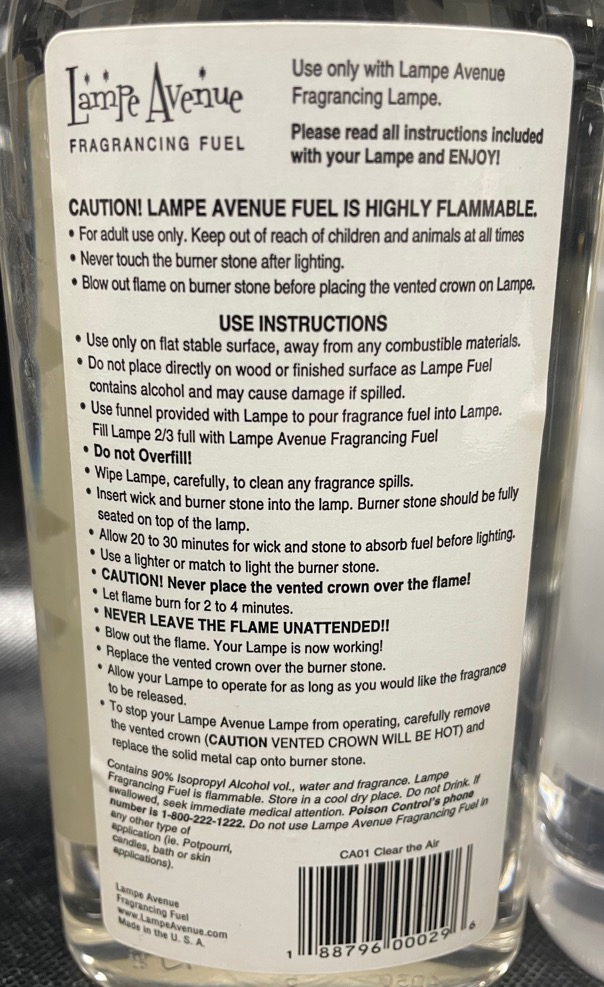 Lampe Avenue
FRAGRANCING FUEL
Use only with Lampe Avenue
Fragrancing Lampe.
Please read all instructions included
with your Lampe and ENJOY!
CAUTION! LAMPE AVENUE FUEL IS HIGHLY FLAMMABLE.
• For adult use only. Keep out of reach of children and animals at all times
• Never touch the burner stone after lighting.
• Blow out flame on burner stone before placing the vented crown on Lampe.
USE INSTRUCTIONS
• Use only on flat stable surface, away from any combustible materials.
• Do not place directly on wood or finished surface as Lampe Fuel
contains alcohol and may cause damage if spilled.
• Use funnel provided with Lampe to pour fragrance fuel into Lampe.
Fill Lampe 2/3 full with Lampe Avenue Fragrancing Fuel
• Do not Overfill!
• Wipe Lampe, carefully, to clean any fragrance spills.
• Insert wick and burner stone into the lamp. Burner stone should be fully
seated on top of the lamp.
• Allow 20 to 30 minutes for wick and stone to absorb fuel before lighting.
• Use a lighter or match to light the burner stone.
• CAUTION! Never place the vented crown over the flame!
• Let flame burn for 2 to 4 minutes.
• NEVER LEAVE THE FLAME UNATTENDED!!
• Blow out the flame. Your Lampe is now working!
• Replace the vented crown over the burner stone.
• Allow your Lampe to operate for as long as you would like the fragrance
to be released.
• To stop your Lampe Avenue Lampe from operating, carefully remove
the vented crown (CAUTION VENTED CROWN WILL BE HOT) and
replace the solid metal cap onto burner stone.
Contains 90% Isopropyl Alcohol vol., water and fragrance. Lampe
Fragrancing Fuel is flammable. Store in a cool dry place. Do not Drink. If
swallowed, seek immediate medical attention. Poison Control's phone
number is 1-800-222-1222. Do not use Lampe Avenue Fragrancing Fuel in
any other type of
application (ie. Potpourri,
candles, bath or skin
applications).
CA01 Clear the Air
Lampe Avenue
Fragrancing Fuel
www.LampeAvenue.com
Made in the U. S. A.
1 88796 00029 6